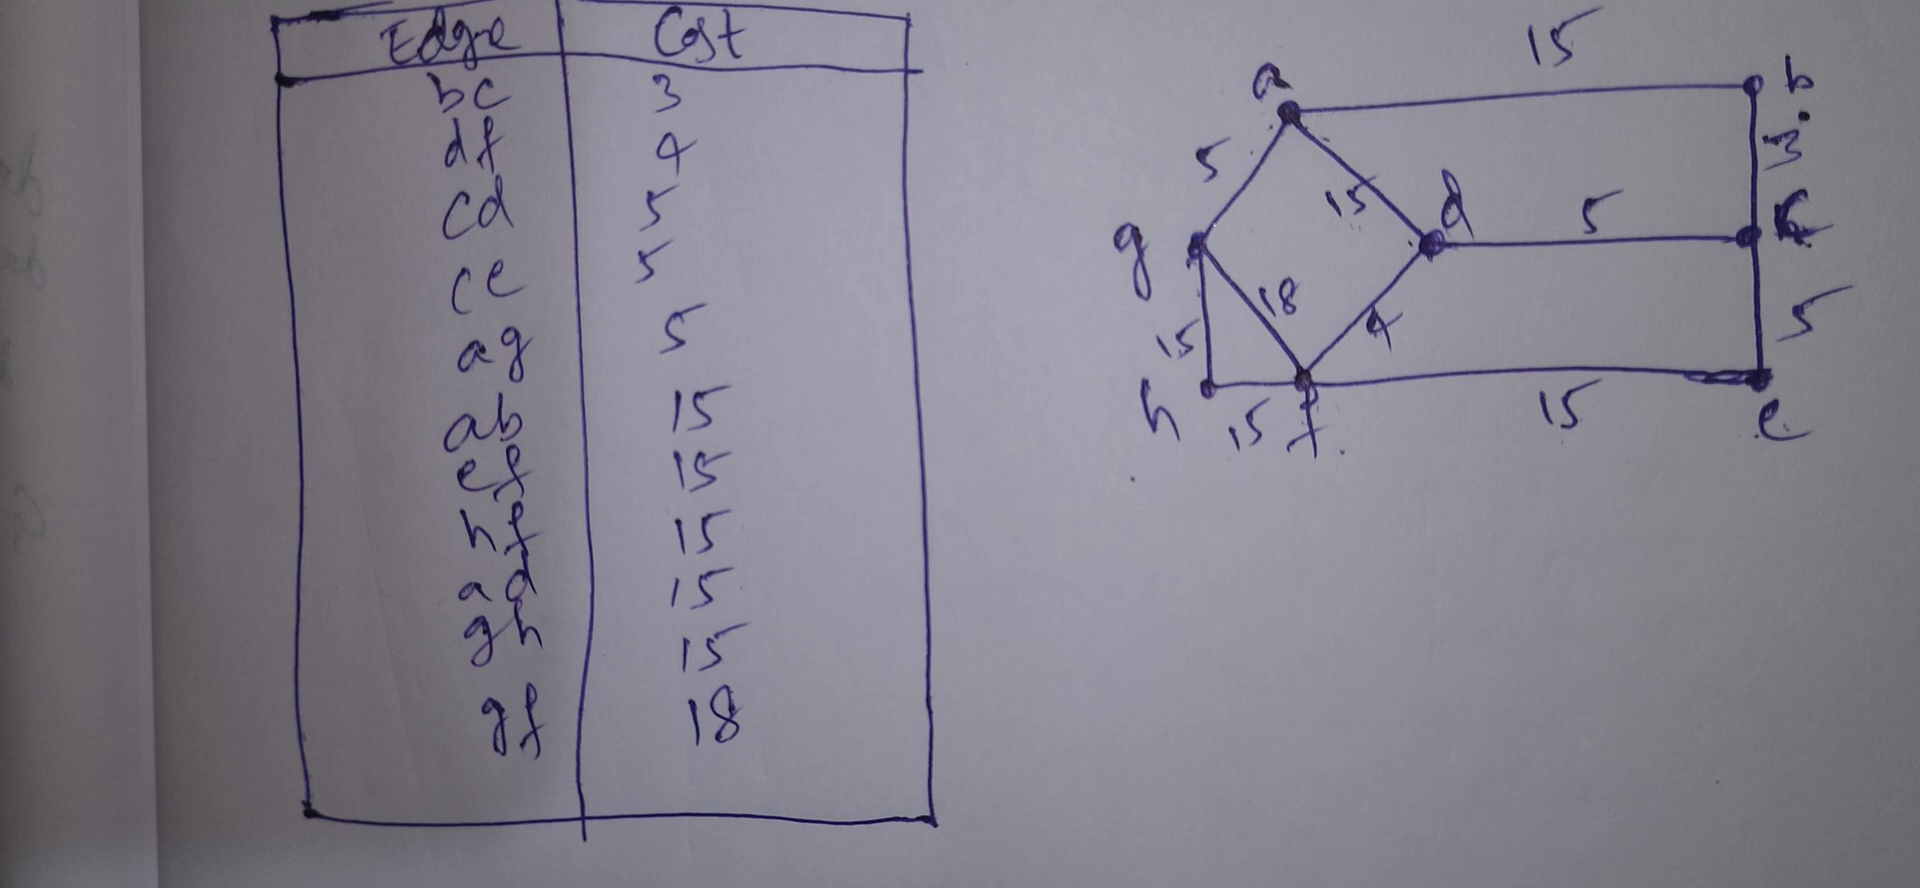 Edge Cost
bc 3
df 4
cd 5
ce 5
ag 5
ab 15
ef 15
hf 15
ad 15
gh 15
gf 18
15
a b
5 3
15 d 5
g
18 4 5
15
h 15 f 15 e